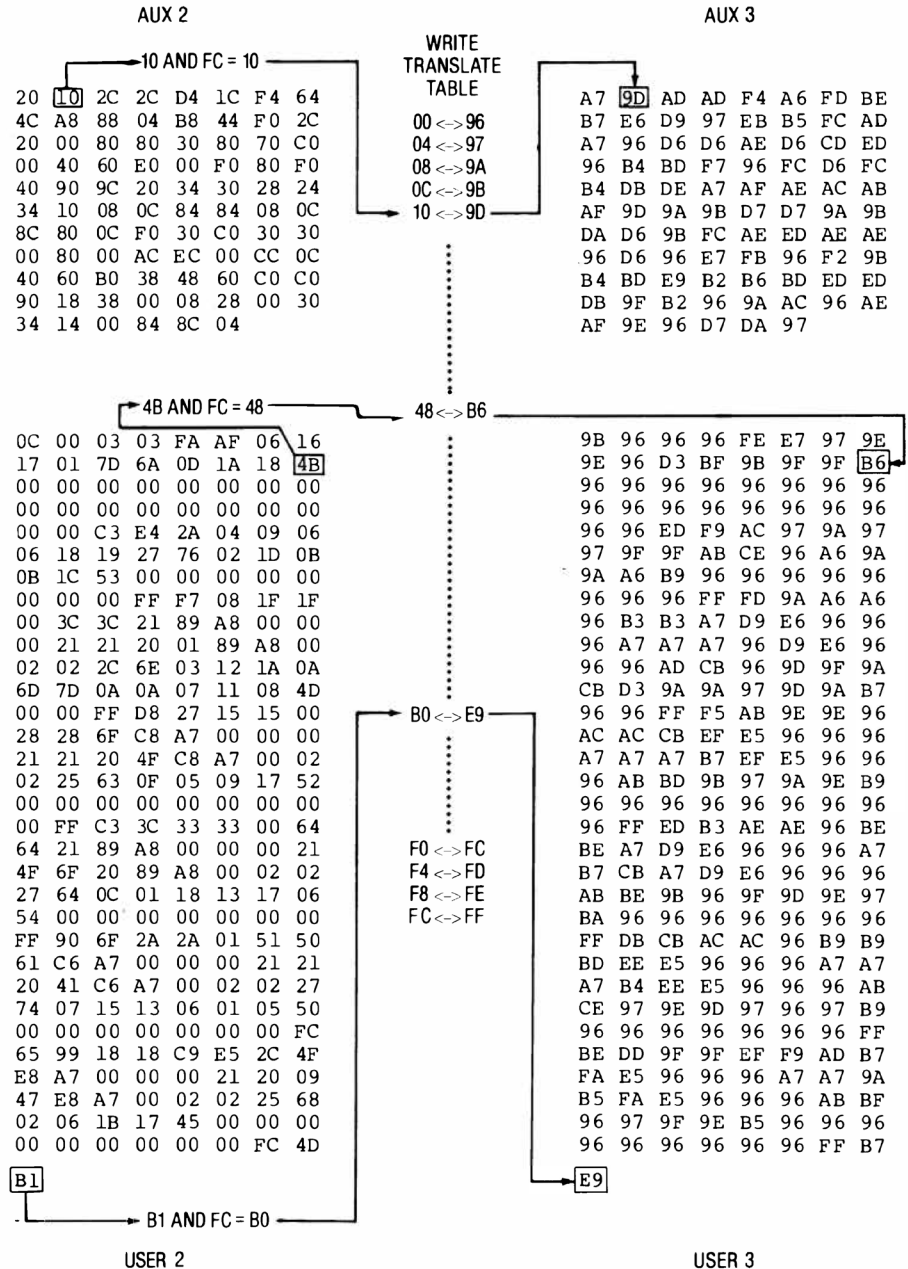 AUX 2
10 AND FC = 10
20 10 2C 2C D4 1C F4 64
4C A8 88 04 B8 44 F0 2C
20 00 80 80 30 80 70 C0
00 40 60 E0 00 F0 80 F0
40 90 9C 20 34 30 28 24
34 10 08 0C 84 84 08 0C
8C 80 0C F0 30 C0 30 30
00 80 00 AC EC 00 CC 0C
40 60 B0 38 48 60 C0 C0
90 18 38 00 08 28 00 30
34 14 00 84 8C 04
WRITE
TRANSLATE
TABLE
00 <-> 96
04 <-> 97
08 <-> 9A
0C <-> 9B
10 <-> 9D
AUX 3
A7 9D AD AD F4 A6 FD BE
B7 E6 D9 97 EB B5 FC AD
A7 96 D6 D6 AE D6 CD ED
96 B4 BD F7 96 FC D6 FC
B4 DB DE A7 AF AE AC AB
AF 9D 9A 9B D7 D7 9A 9B
DA D6 9B FC AE ED AE AE
96 D6 96 E7 FB 96 F2 9B
B4 BD E9 B2 B6 BD ED ED
DB 9F B2 96 9A AC 96 AE
AF 9E 96 D7 DA 97
4B AND FC = 48
48 <-> B6
0C 00 03 03 FA AF 06 16
17 01 7D 6A 0D 1A 18 4B
00 00 00 00 00 00 00 00
00 00 00 00 00 00 00 00
00 00 C3 E4 2A 04 09 06
06 18 19 27 76 02 1D 0B
0B 1C 53 00 00 00 00 00
00 00 00 FF F7 08 1F 1F
00 3C 3C 21 89 A8 00 00
00 21 21 20 01 89 A8 00
02 02 2C 6E 03 12 1A 0A
6D 7D 0A 0A 07 11 08 4D
00 00 FF D8 27 15 15 00
28 28 6F C8 A7 00 00 00
21 21 20 4F C8 A7 00 02
02 25 63 0F 05 09 17 52
00 00 00 00 00 00 00 00
00 FF C3 3C 33 33 00 64
64 21 89 A8 00 00 00 21
4F 6F 20 89 A8 00 02 02
27 64 0C 01 18 13 17 06
54 00 00 00 00 00 00 00
FF 90 6F 2A 2A 01 51 50
61 C6 A7 00 00 00 21 21
20 41 C6 A7 00 02 02 27
74 07 15 13 06 01 05 50
00 00 00 00 00 00 00 FC
65 99 18 18 C9 E5 2C 4F
E8 A7 00 00 00 21 20 09
47 E8 A7 00 02 02 25 68
02 06 1B 17 45 00 00 00
00 00 00 00 00 00 FC 4D
B1
B1 AND FC = B0
USER 2
B0 <-> E9
F0 <-> FC
F4 <-> FD
F8 <-> FE
FC <-> FF
9B 96 96 96 FE E7 97 9E
9E 96 D3 BF 9B 9F 9F B6
96 96 96 96 96 96 96 96
96 96 96 96 96 96 96 96
96 96 ED F9 AC 97 9A 97
97 9F 9F AB CE 96 A6 9A
9A A6 B9 96 96 96 96 96
96 96 96 FF FD 9A A6 A6
96 B3 B3 A7 D9 E6 96 96
96 A7 A7 A7 96 D9 E6 96
96 96 AD CB 96 9D 9F 9A
CB D3 9A 9A 97 9D 9A B7
96 96 FF F5 AB 9E 9E 96
AC AC CB EF E5 96 96 96
A7 A7 A7 B7 EF E5 96 96
96 AB BD 9B 97 9A 9E B9
96 96 96 96 96 96 96 96
96 FF ED B3 AE AE 96 BE
BE A7 D9 E6 96 96 96 A7
B7 CB A7 D9 E6 96 96 96
AB BE 9B 96 9F 9D 9E 97
BA 96 96 96 96 96 96 96
FF DB CB AC AC 96 B9 B9
BD EE E5 96 96 96 A7 A7
A7 B4 EE E5 96 96 96 AB
CE 97 9E 9D 97 96 97 B9
96 96 96 96 96 96 96 FF
BE DD 9F 9F EF F9 AD B7
FA E5 96 96 96 A7 A7 9A
B5 FA E5 96 96 96 AB BF
96 97 9F 9E B5 96 96 96
96 96 96 96 96 96 FF B7
E9
USER 3